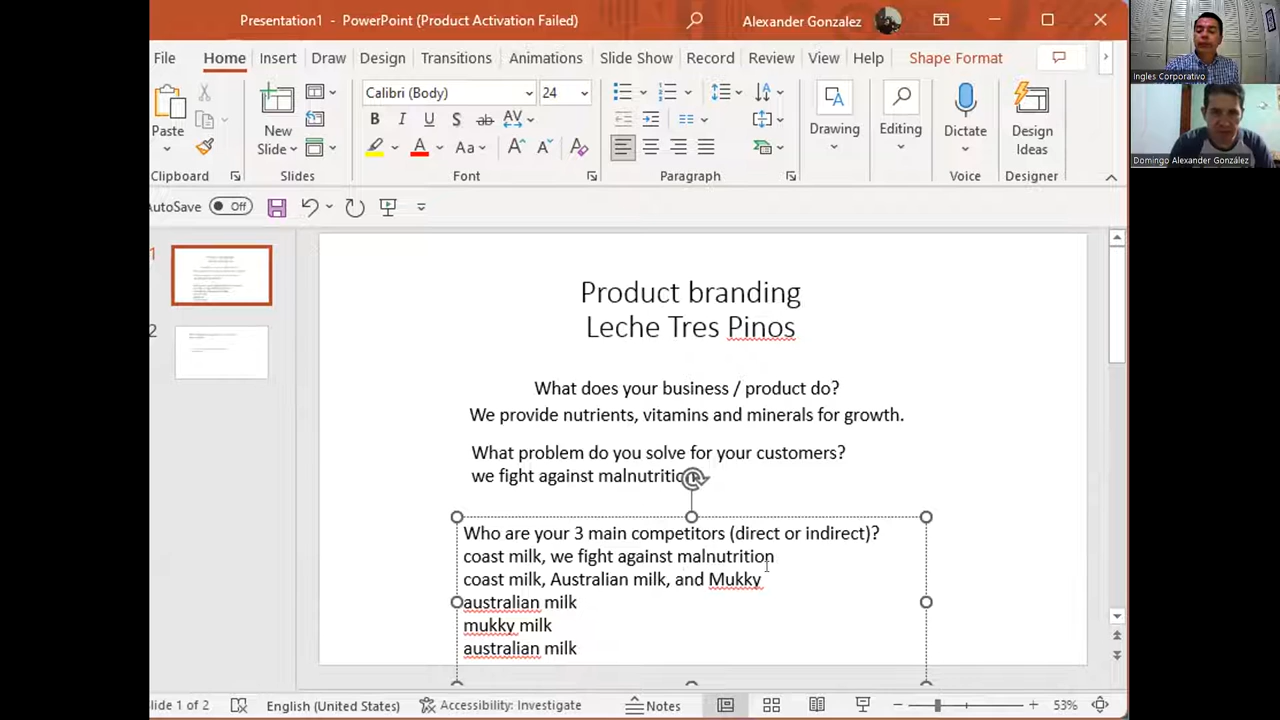 Presentation1 - PowerPoint (Product Activation Failed)
Alexander Gonzalez
File Home Insert Draw Design Transitions Animations Slide Show Record Review View Help Shape Format
Calibri (Body) 24
Paste
New Slide
Drawing
Editing
Dictate
Design Ideas
Clipboard Slides Font Paragraph Voice Designer
AutoSave Off
1
2
Product branding
Leche Tres Pinos
What does your business / product do?
We provide nutrients, vitamins and minerals for growth.
What problem do you solve for your customers?
we fight against malnutrition
Who are your 3 main competitors (direct or indirect)?
coast milk, we fight against malnutrition
coast milk, Australian milk, and Mukky
australian milk
mukky milk
australian milk
lide 1 of 2 English (United States) Accessibility: Investigate Notes 53%
Ingles Corporativo
Domingo Alexander González